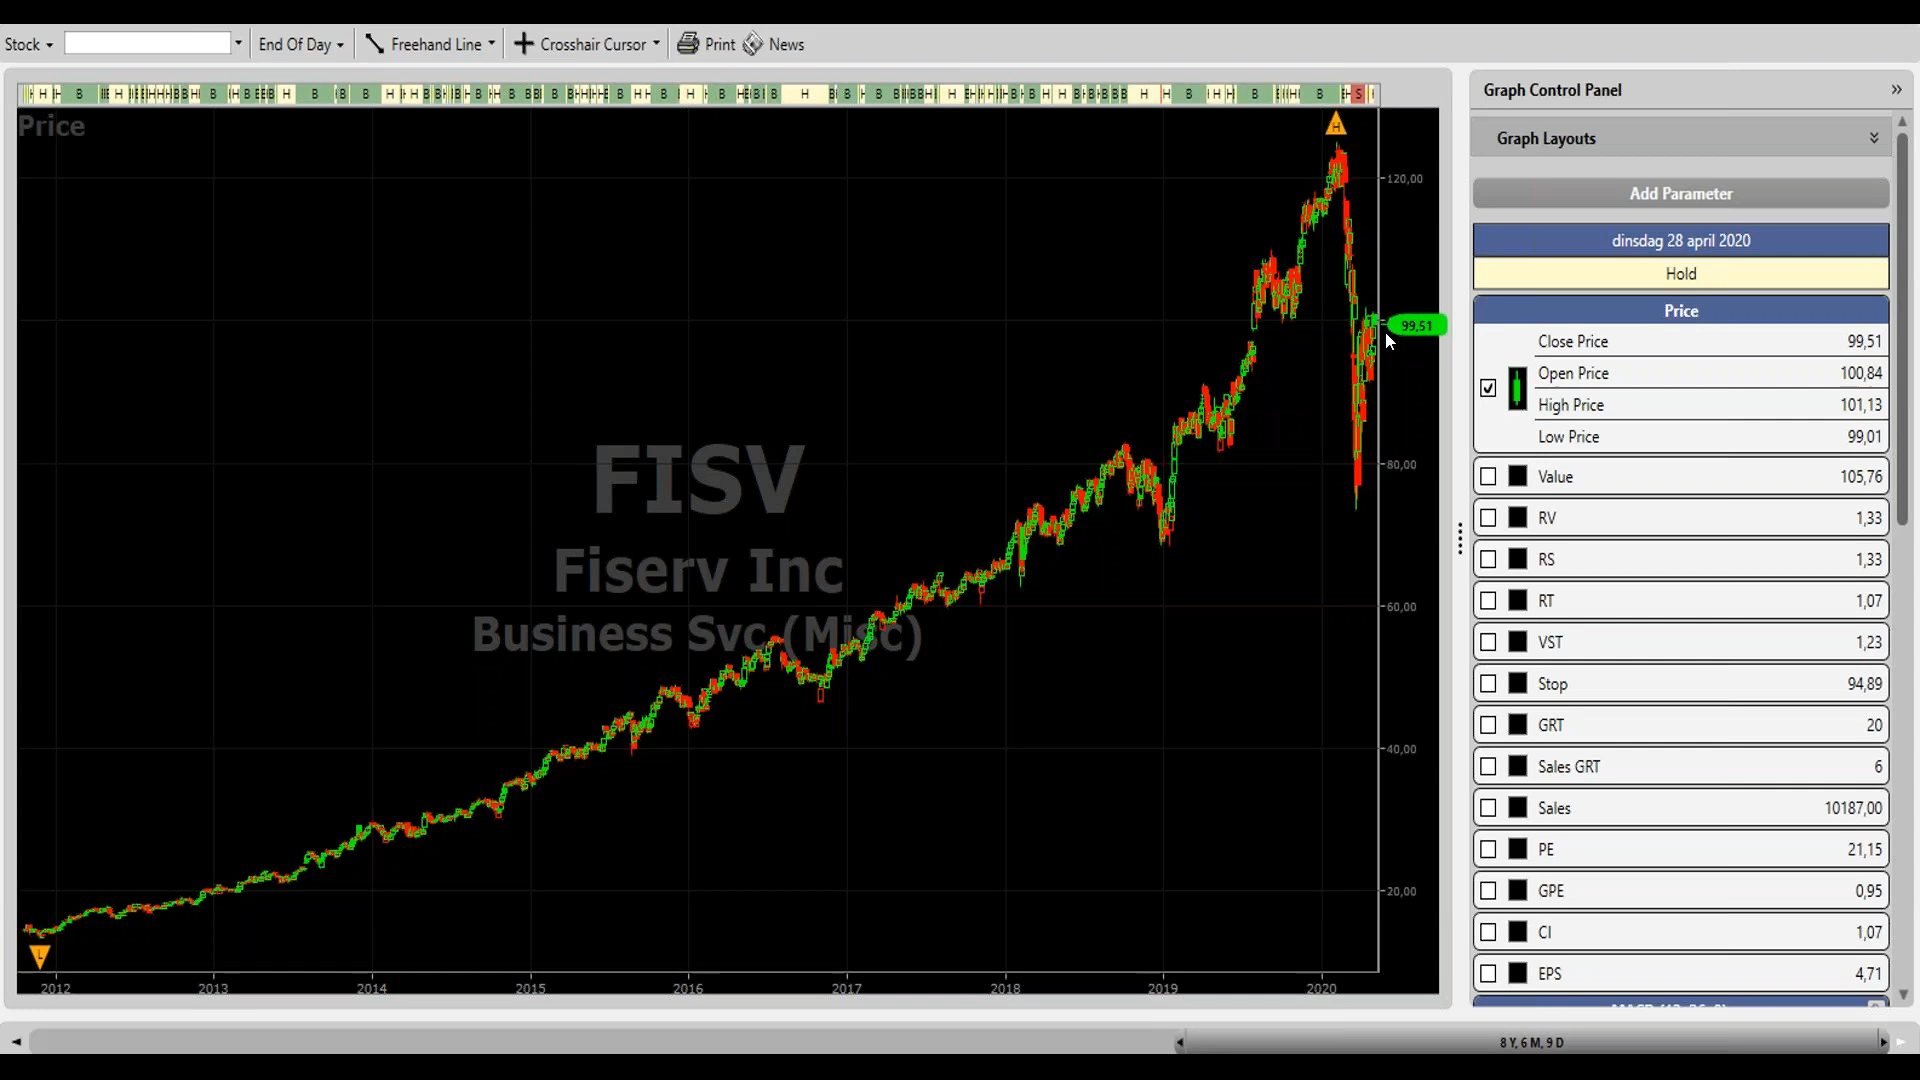 Stock
End Of Day
Freehand Line
Crosshair Cursor
Print
News
Price
FISV
Fiserv Inc
Business Svc (Misc)
H
L
120,00
99,51
80,00
60,00
40,00
20,00
2012 2013 2014 2015 2016 2017 2018 2019 2020
Graph Control Panel
Graph Layouts
Add Parameter
dinsdag 28 april 2020
Hold
Price
Close Price 99,51
Open Price 100,84
High Price 101,13
Low Price 99,01
Value 105,76
RV 1,33
RS 1,33
RT 1,07
VST 1,23
Stop 94,89
GRT 20
Sales GRT 6
Sales 10187,00
PE 21,15
GPE 0,95
CI 1,07
EPS 4,71
8 Y, 6 M, 9 D